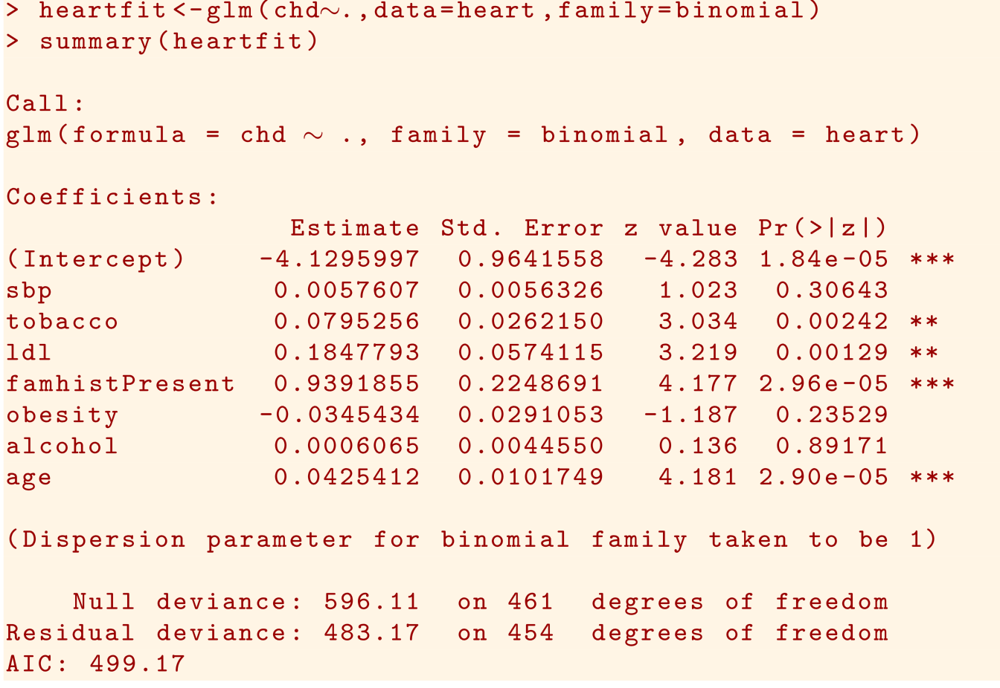 > heartfit<-glm(chd∼.,data=heart,family=binomial)
> summary(heartfit)
Call:
glm(formula = chd ∼ ., family = binomial, data = heart)
Coefficients:
Estimate Std. Error z value Pr(>|z|)
(Intercept) -4.1295997 0.9641558 -4.283 1.84e-05 ***
sbp 0.0057607 0.0056326 1.023 0.30643
tobacco 0.0795256 0.0262150 3.034 0.00242 **
ldl 0.1847793 0.0574115 3.219 0.00129 **
famhistPresent 0.9391855 0.2248691 4.177 2.96e-05 ***
obesity -0.0345434 0.0291053 -1.187 0.23529
alcohol 0.0006065 0.0044550 0.136 0.89171
age 0.0425412 0.0101749 4.181 2.90e-05 ***
(Dispersion parameter for binomial family taken to be 1)
Null deviance: 596.11 on 461 degrees of freedom
Residual deviance: 483.17 on 454 degrees of freedom
AIC: 499.17